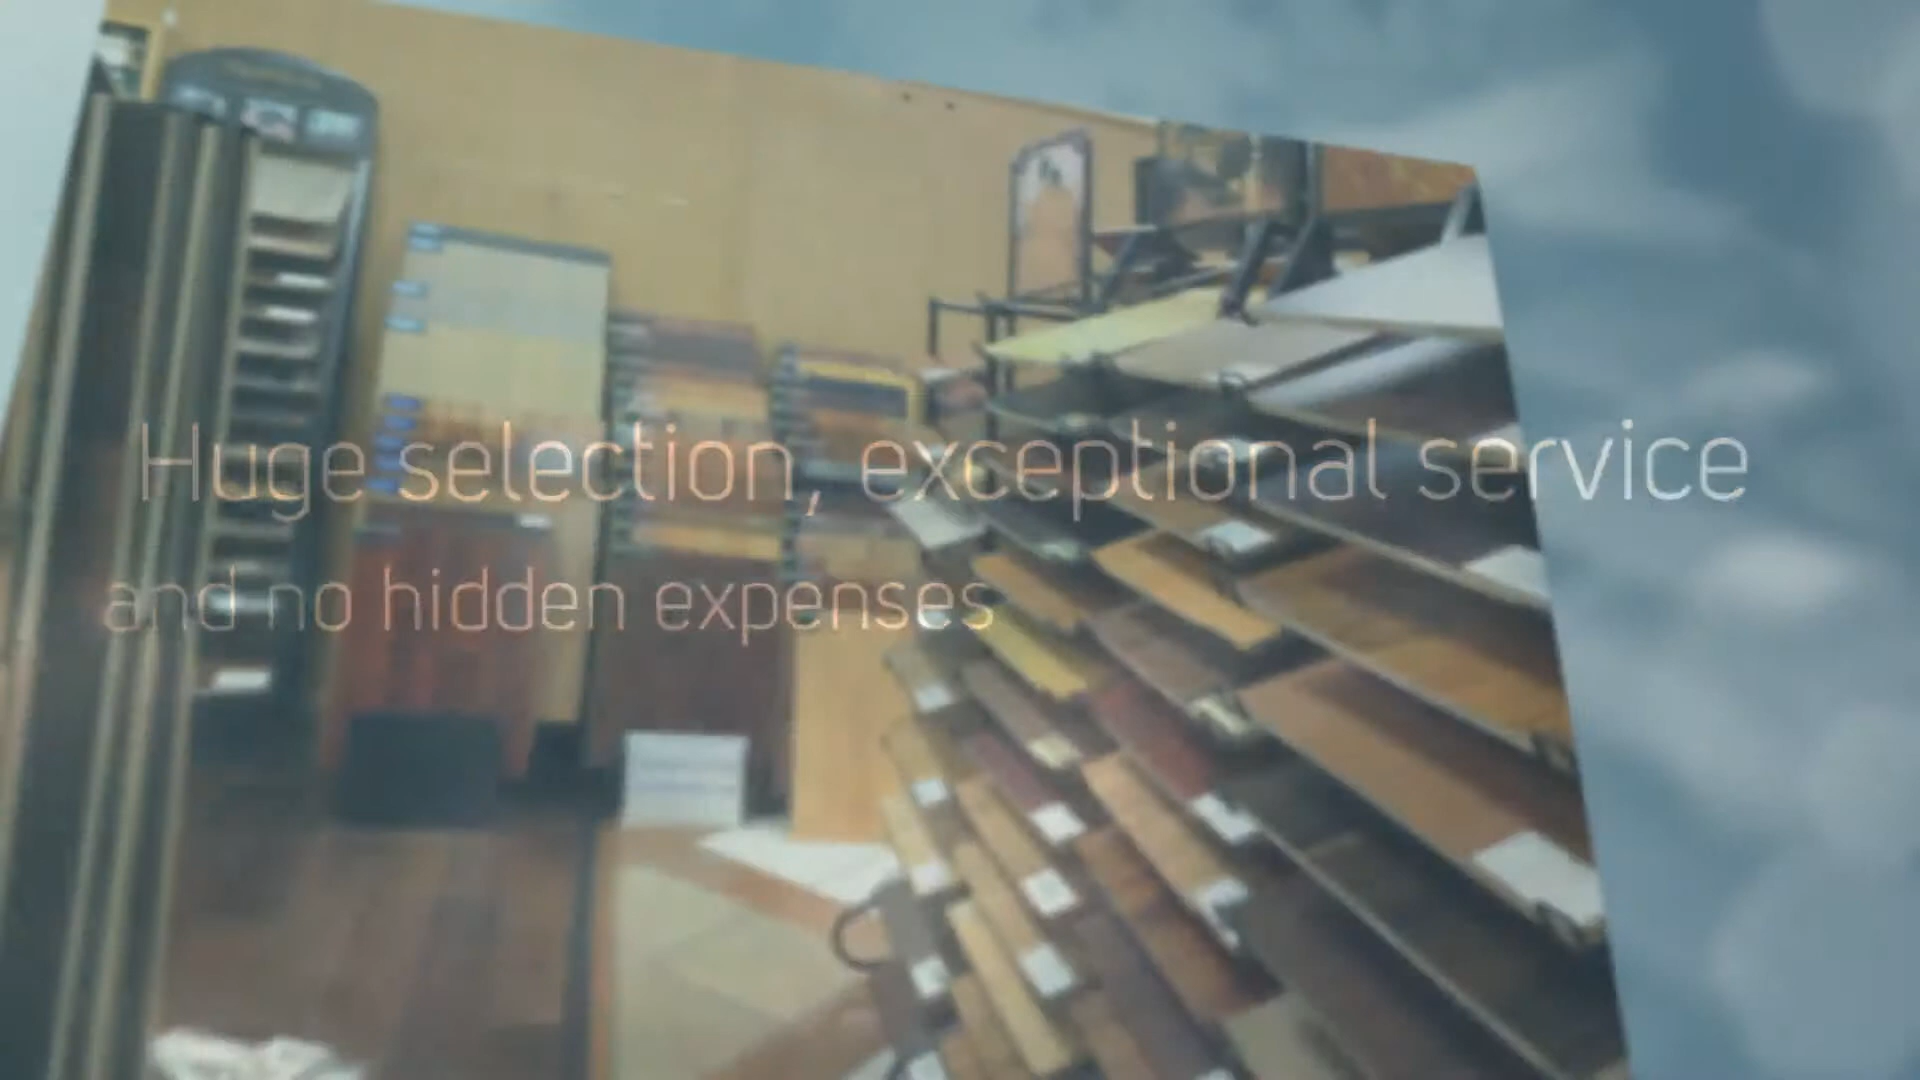 Huge selection, exceptional service
and no hidden expenses